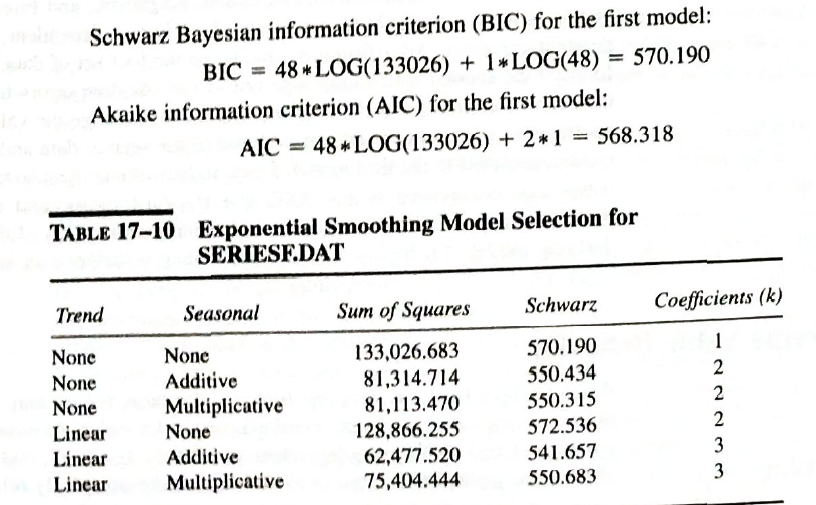 Schwarz Bayesian information criterion (BIC) for the first model:
BIC = 48 * LOG(133026) + 1 * LOG(48) = 570.190
Akaike information criterion (AIC) for the first model:
AIC = 48 * LOG(133026) + 2 * 1 = 568.318
TABLE 17–10 Exponential Smoothing Model Selection for
SERIESF.DAT
Trend Seasonal Sum of Squares Schwarz Coefficients (k)
None None 133,026.683 570.190 1
None Additive 81,314.714 550.434 2
None Multiplicative 81,113.470 550.315 2
Linear None 128,866.255 572.536 2
Linear Additive 62,477.520 541.657 3
Linear Multiplicative 75,404.444 550.683 3